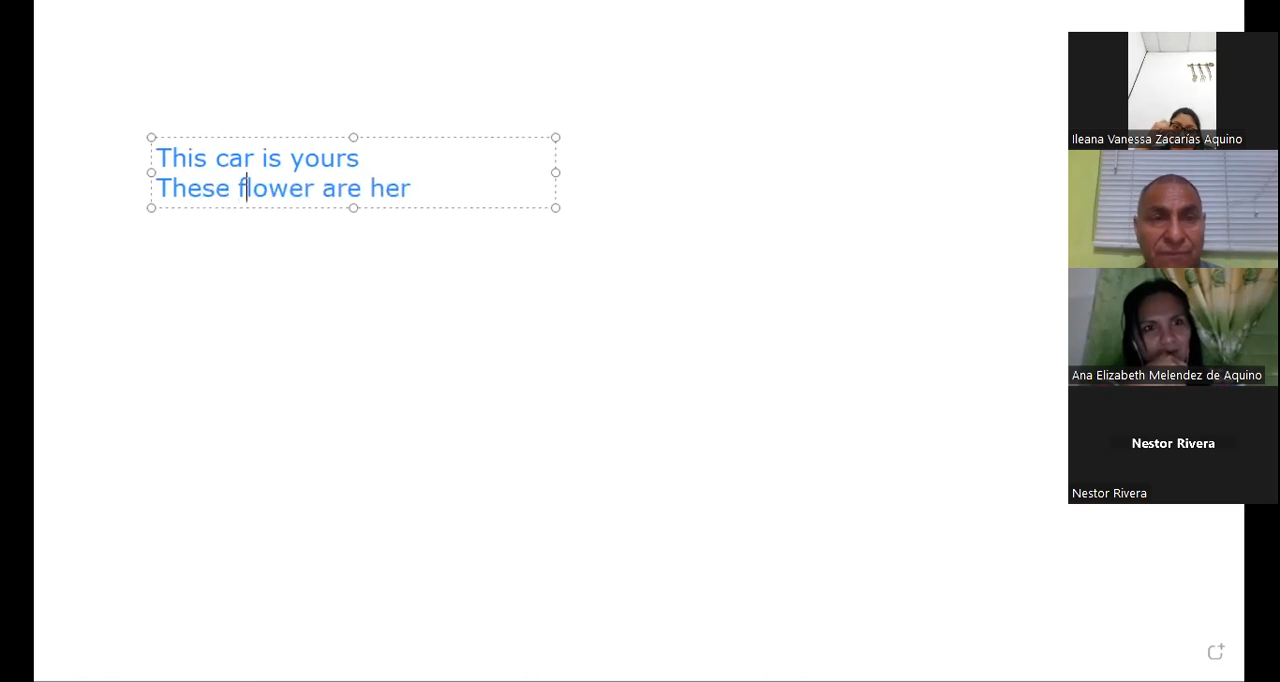 This car is yours
These flower are her
Ileana Vanessa Zacarías Aquino
Ana Elizabeth Melendez de Aquino
Nestor Rivera
Nestor Rivera